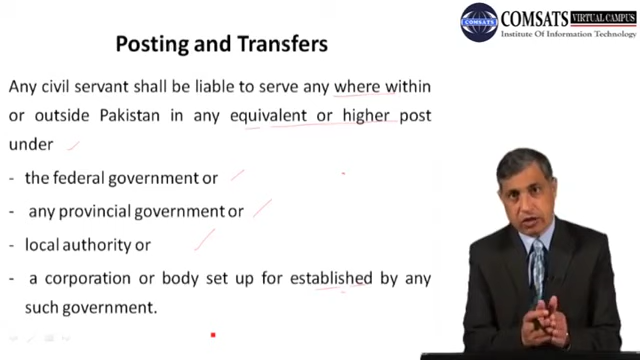 COMSATS VIRTUAL CAMPUS
Institute Of Information Technology
Posting and Transfers
Any civil servant shall be liable to serve any where within
or outside Pakistan in any equivalent or higher post
under
- the federal government or
- any provincial government or
- local authority or
- a corporation or body set up for established by any
such government.